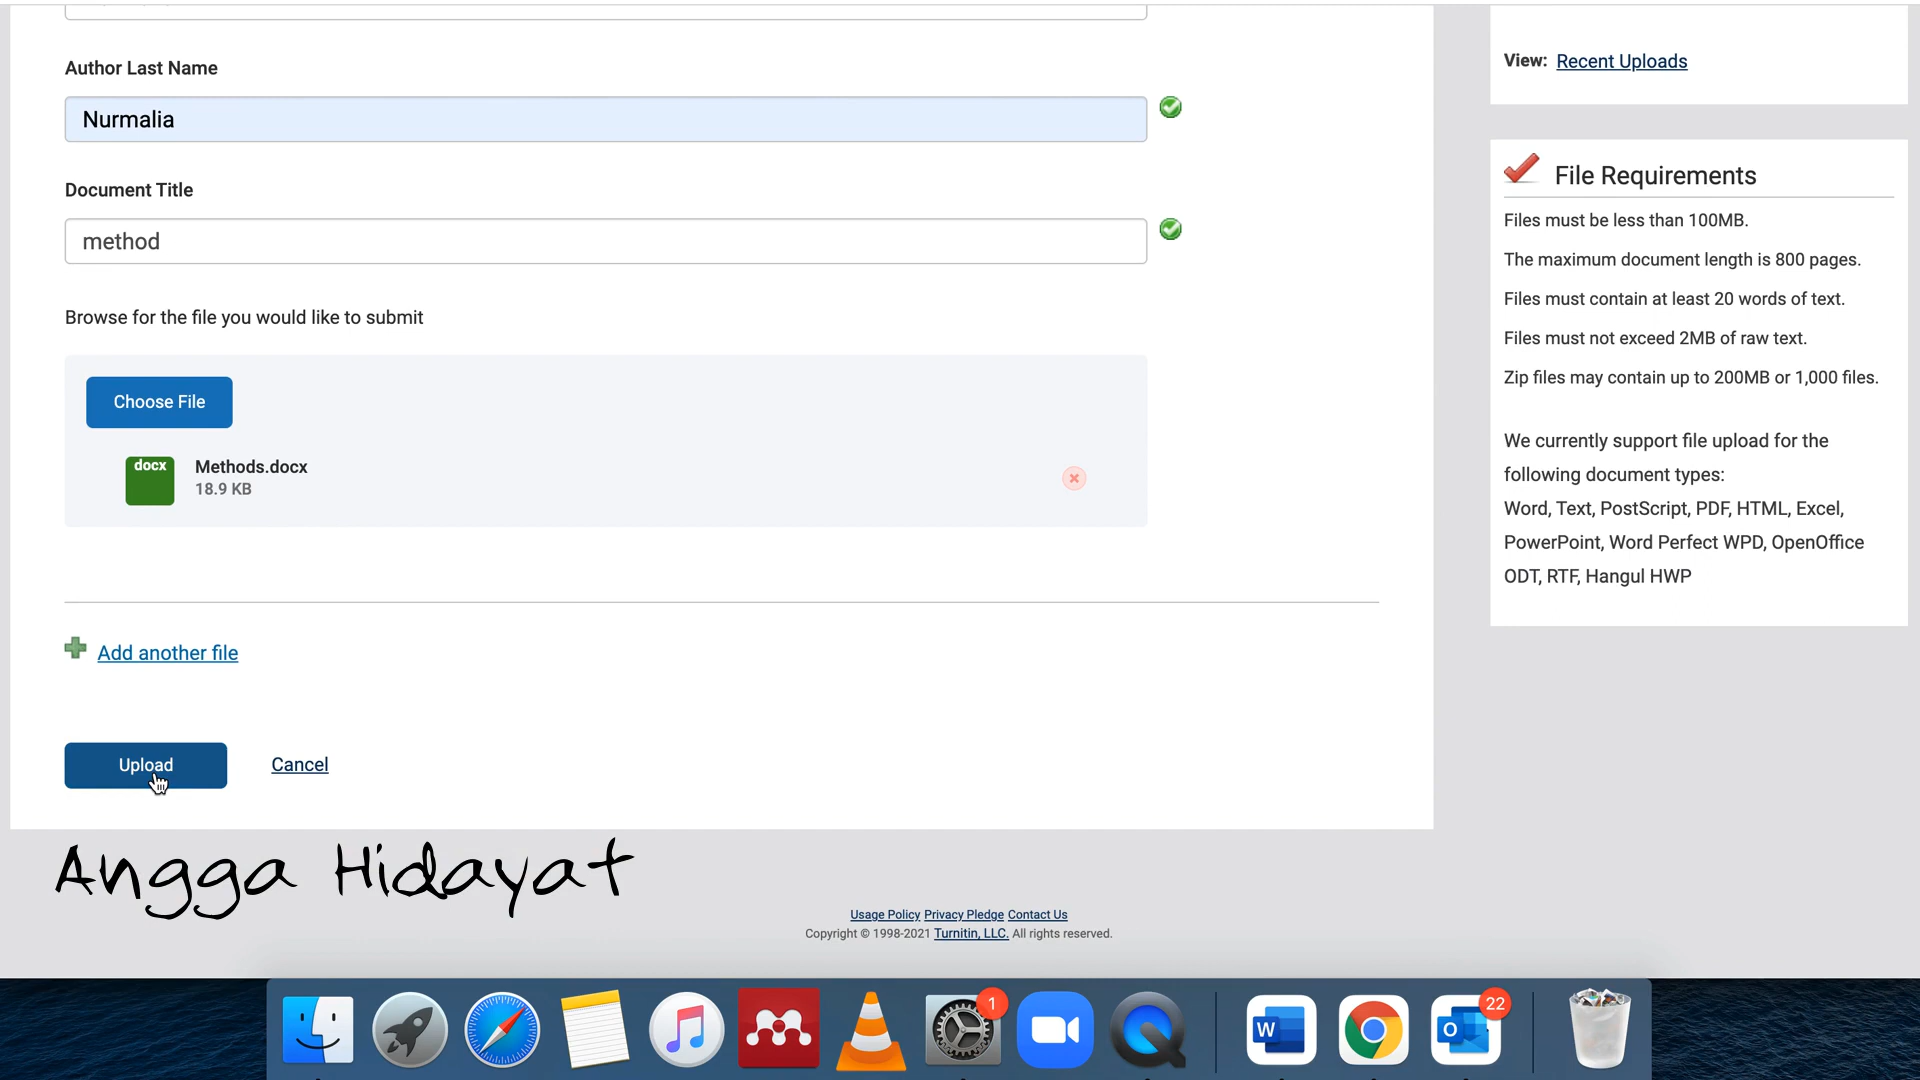 Author Last Name
Nurmalia
Document Title
method
Browse for the file you would like to submit
Choose File
docx
Methods.docx
18.9 KB
Add another file
Upload
Cancel
Angga Hidayat
View: Recent Uploads
File Requirements
Files must be less than 100MB.
The maximum document length is 800 pages.
Files must contain at least 20 words of text.
Files must not exceed 2MB of raw text.
Zip files may contain up to 200MB or 1,000 files.
We currently support file upload for the
following document types:
Word, Text, PostScript, PDF, HTML, Excel,
PowerPoint, Word Perfect WPD, OpenOffice
ODT, RTF, Hangul HWP
Usage Policy Privacy Pledge Contact Us
Copyright © 1998-2021 Turnitin, LLC. All rights reserved.
1
W
O
22